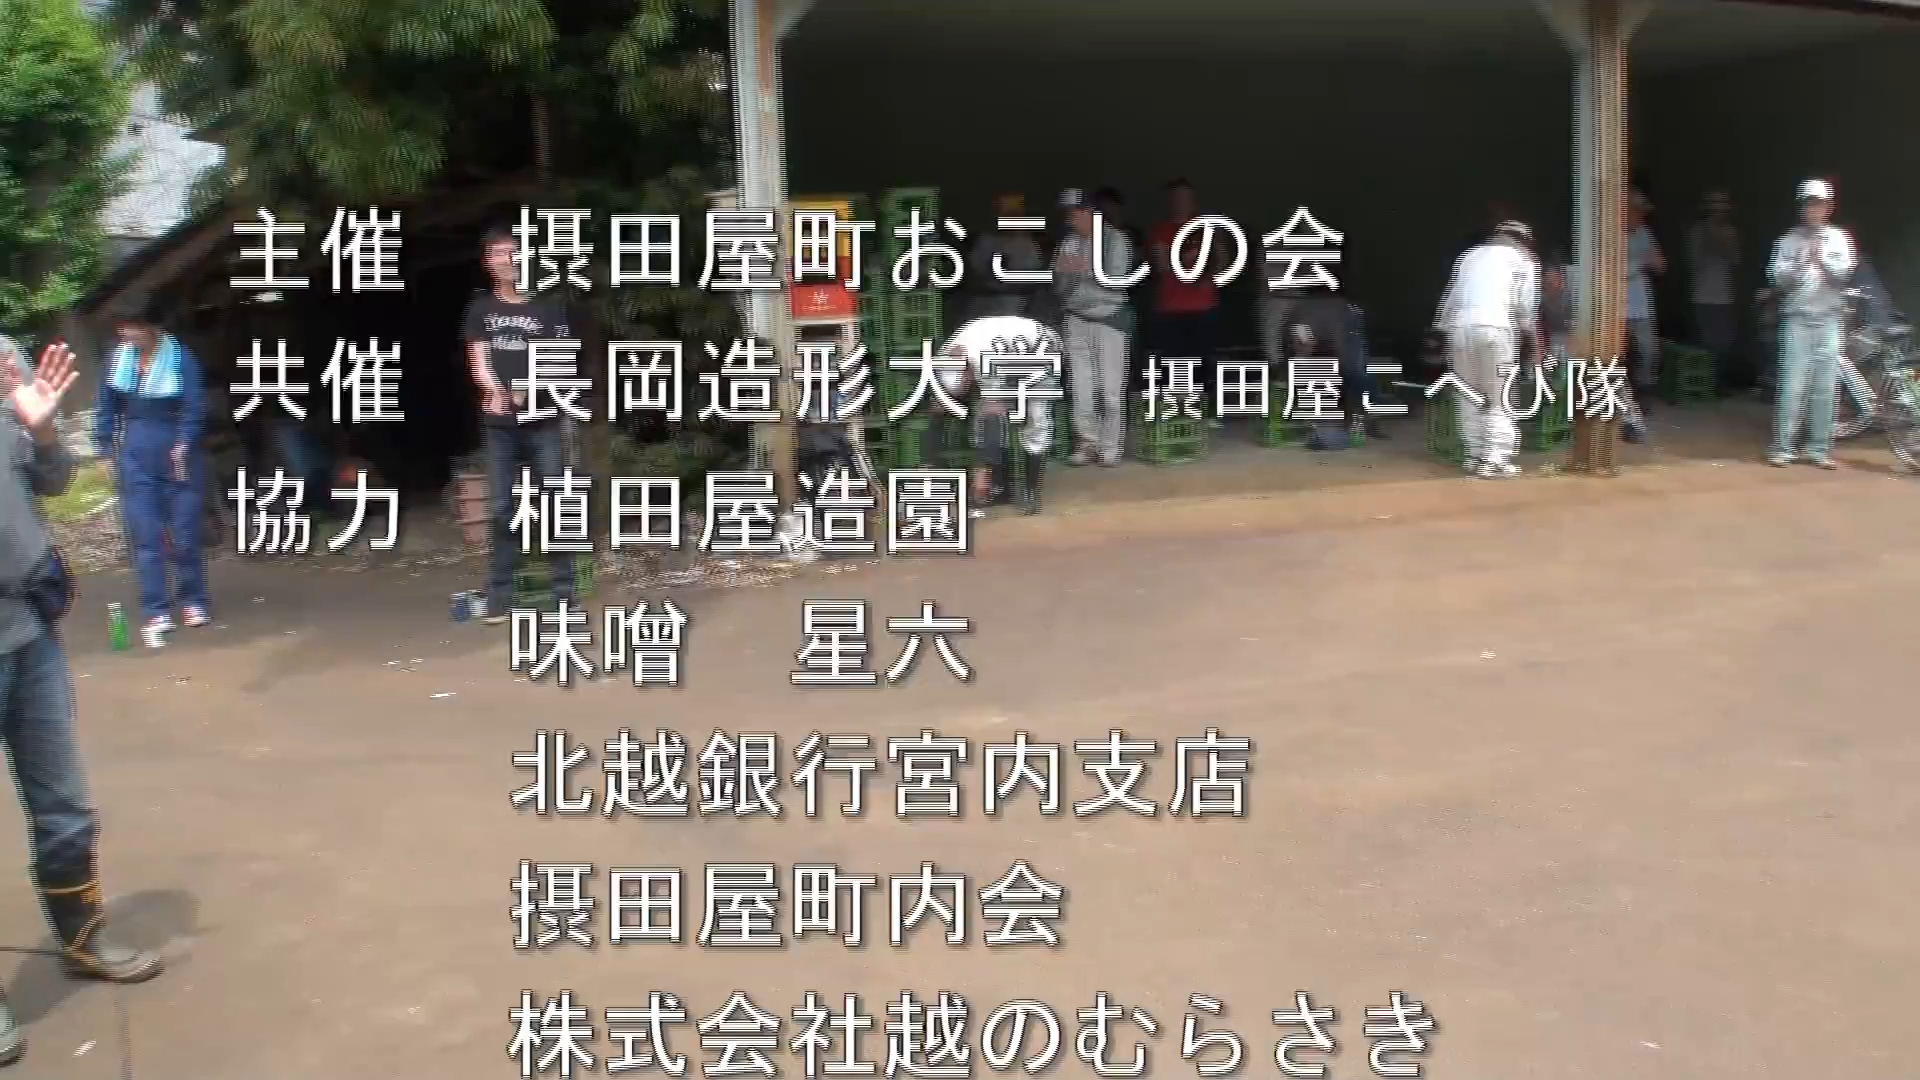 主催　摂田屋町おこしの会
共催　長岡造形大学　摂田屋こへび隊
協力　植田屋造園
味噌　星六
北越銀行宮内支店
摂田屋町内会
株式会社越のむらさき